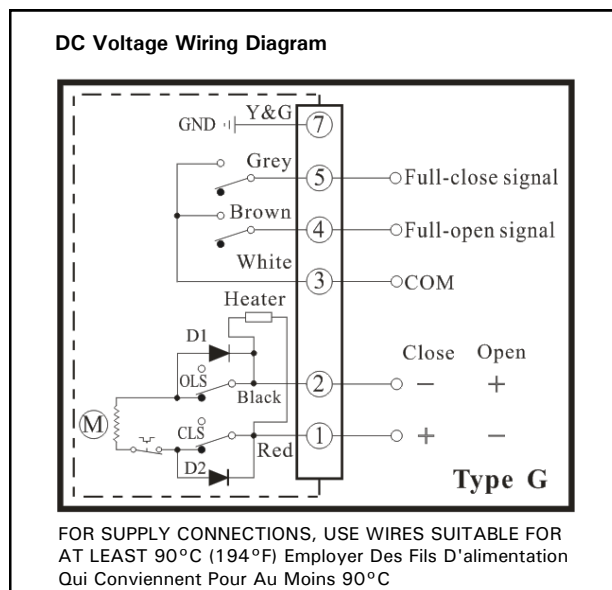 DC Voltage Wiring Diagram
GND Y&G 7
Grey 5 Full-close signal
Brown 4 Full-open signal
White 3 COM
Heater
D1 Close Open
OLS Black 2 − +
M CLS Red 1 + −
D2 Type G
FOR SUPPLY CONNECTIONS, USE WIRES SUITABLE FOR
AT LEAST 90°C (194°F) Employer Des Fils D'alimentation
Qui Conviennent Pour Au Moins 90°C